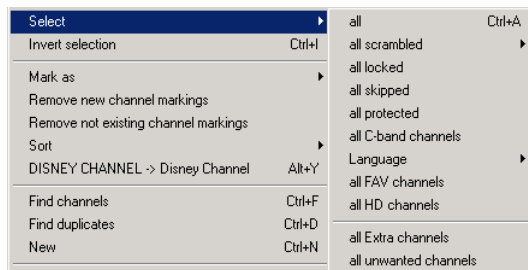 Select
Invert selection Ctrl+I
Mark as
Remove new channel markings
Remove not existing channel markings
Sort
DISNEY CHANNEL -> Disney Channel Alt+Y
Find channels Ctrl+F
Find duplicates Ctrl+D
New Ctrl+N
all Ctrl+A
all scrambled
all locked
all skipped
all protected
all C-band channels
Language
all FAV channels
all HD channels
all Extra channels
all unwanted channels